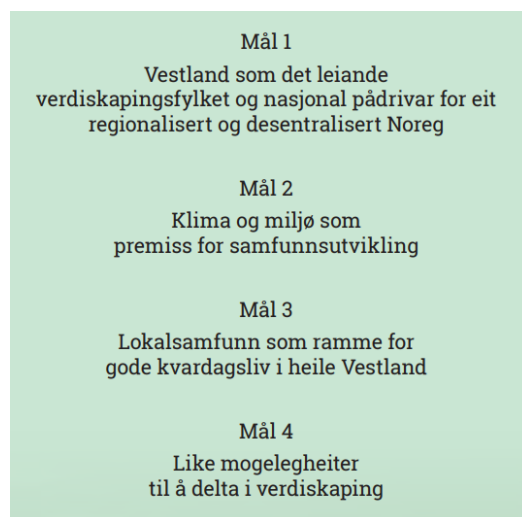 Mål 1
Vestland som det leiande
verdiskapingsfylket og nasjonal pådrivar for eit
regionalisert og desentralisert Noreg
Mål 2
Klima og miljø som
premiss for samfunnsutvikling
Mål 3
Lokalsamfunn som ramme for
gode kvardagsliv i heile Vestland
Mål 4
Like mogelegheiter
til å delta i verdiskaping